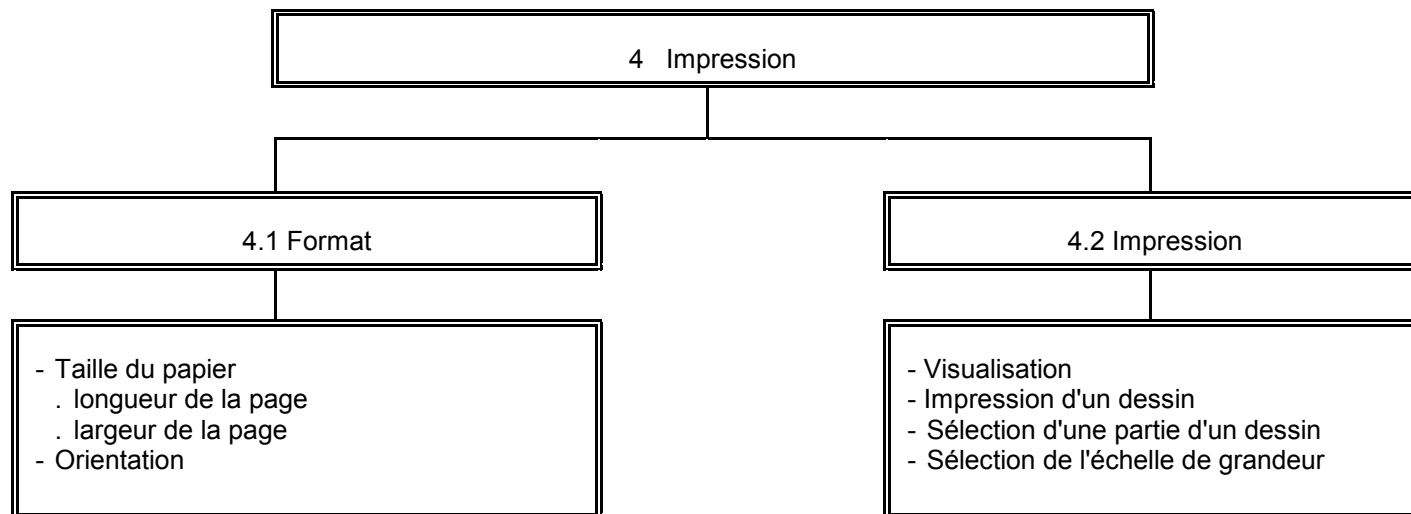 4 Impression
4.1 Format
- Taille du papier
. longueur de la page
. largeur de la page
- Orientation
4.2 Impression
- Visualisation
- Impression d'un dessin
- Sélection d'une partie d'un dessin
- Sélection de l'échelle de grandeur